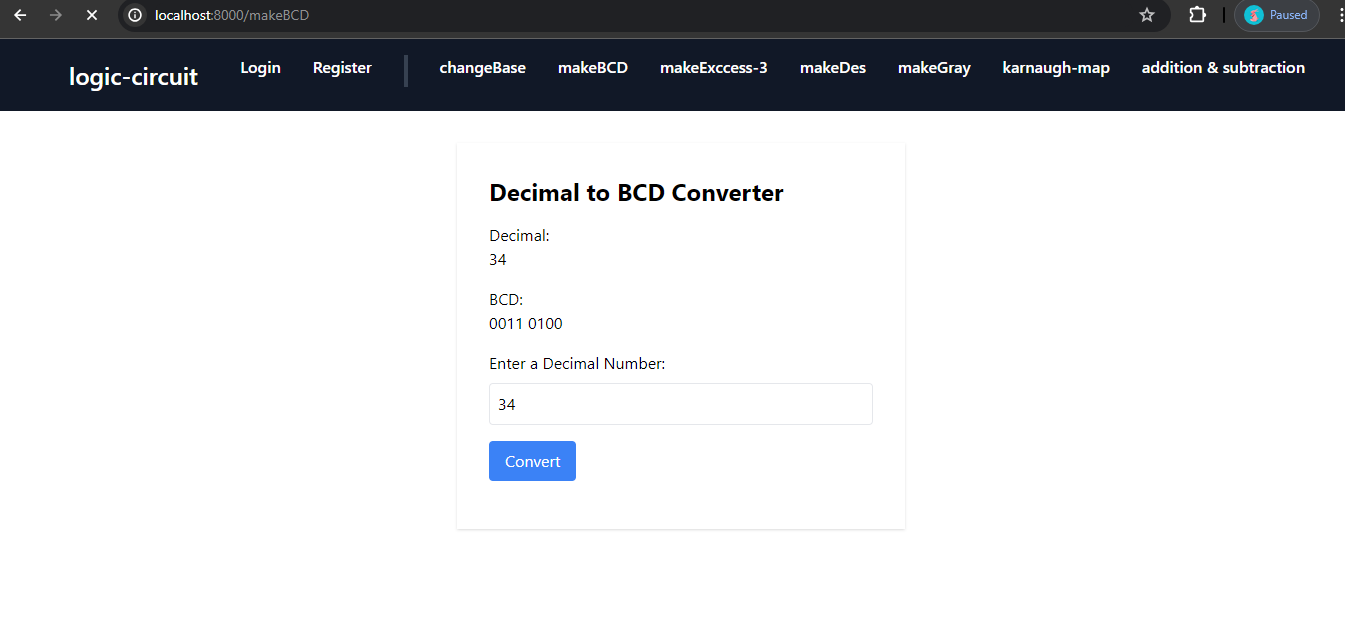 localhost:8000/makeBCD
Paused
logic-circuit Login Register changeBase makeBCD makeExccess-3 makeDes makeGray karnaugh-map addition & subtraction
Decimal to BCD Converter
Decimal:
34
BCD:
0011 0100
Enter a Decimal Number:
34
Convert